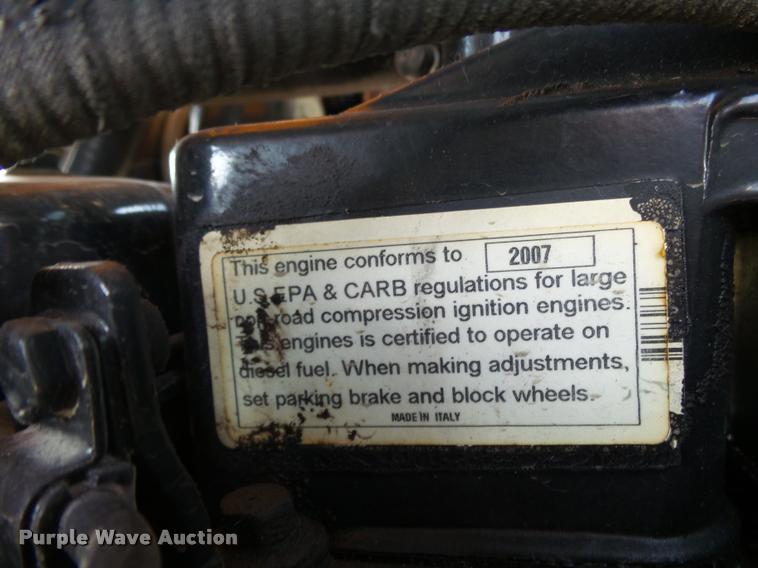 This engine conforms to 2007
U.S. EPA & CARB regulations for large
road compression ignition engines.
engines is certified to operate on
diesel fuel. When making adjustments,
set parking brake and block wheels.
MADE IN ITALY
Purple Wave Auction